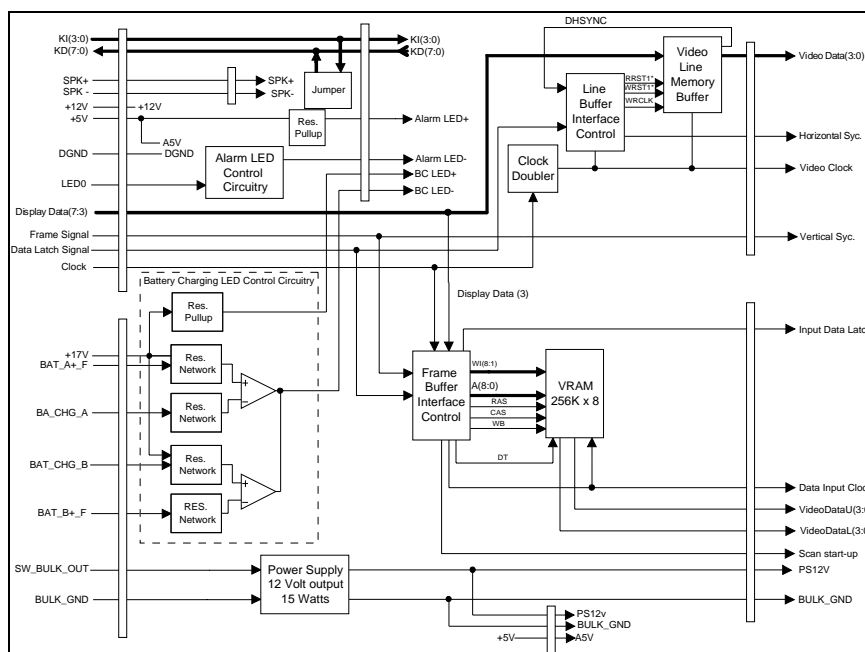 DHSYNC
KI(3:0)
KD(7:0)
KI(3:0)
KD(7:0)
Video
Line
Memory
Buffer
Video Data(3:0)
SPK+
SPK -
SPK+
SPK-
SPK+
SPK-
Jumper
Line
Buffer
Interface
Control
RRST1*
WRST1*
WRCLK
+12V
+12V
+5V
Res.
Pullup
Alarm LED+
Horizontal Syc.
A5V
DGND
DGND
Alarm LED
Control
Circuitry
Alarm LED-
BC LED+
BC LED-
Clock
Doubler
Video Clock
LED0
Display Data(7:3)
Frame Signal
Vertical Syc.
Data Latch Signal
Clock
Battery Charging LED Control Circuitry
Res.
Pullup
Display Data (3)
Input Data Latc
+17V
BAT_A+_F
Res.
Network
+
−
Frame
Buffer
Interface
Control
WI(8:1)
A(8:0)
RAS
CAS
WB
DT
VRAM
256K x 8
BA_CHG_A
Res.
Network
BAT_CHG_B
Res.
Network
+
−
BAT_B+_F
RES.
Network
Data Input Cloc
VideoDataU(3:0
VideoDataL(3:0
Scan start-up
SW_BULK_OUT
BULK_GND
Power Supply
12 Volt output
15 Watts
PS12V
BULK_GND
PS12v
BULK_GND
+5V
A5V